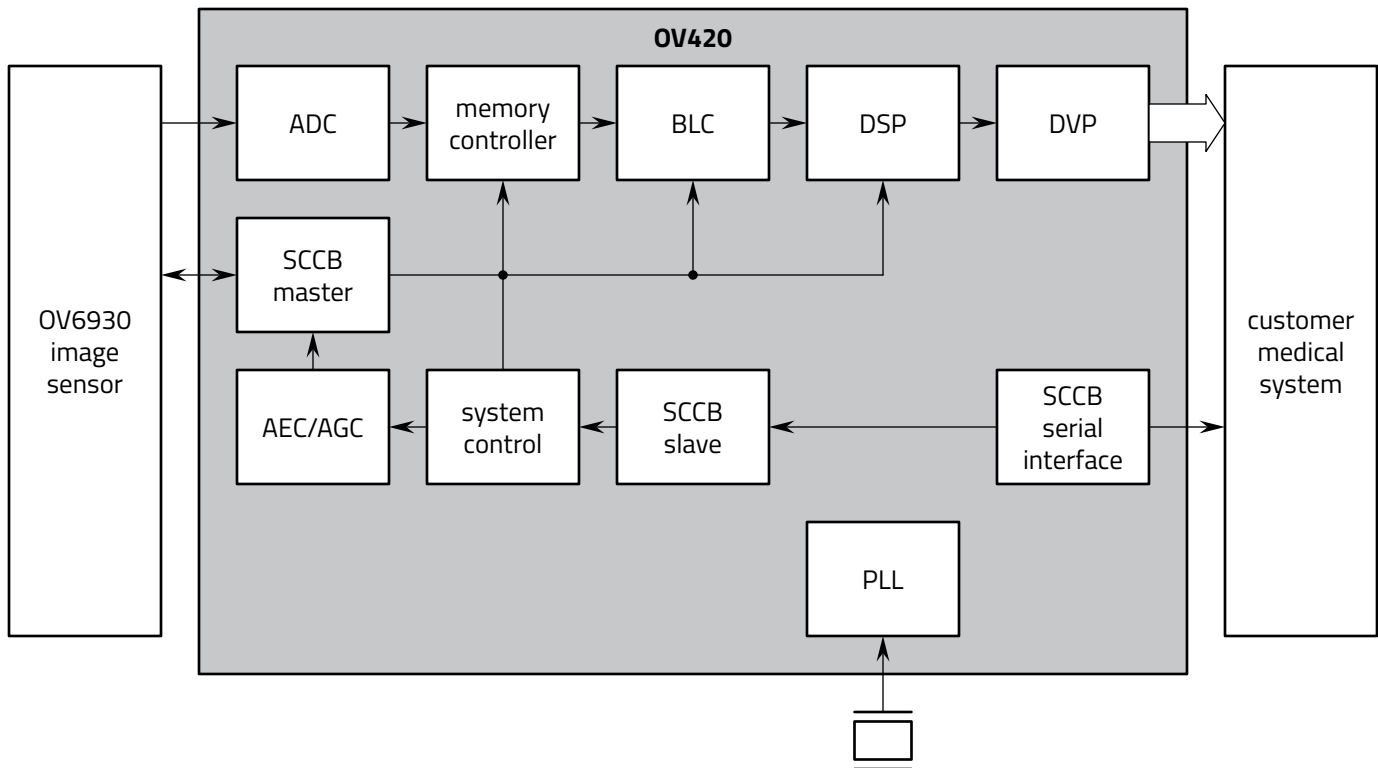 OV420
ADC
memory
controller
BLC
DSP
DVP
SCCB
master
OV6930
image
sensor
customer
medical
system
AEC/AGC
system
control
SCCB
slave
SCCB
serial
interface
PLL